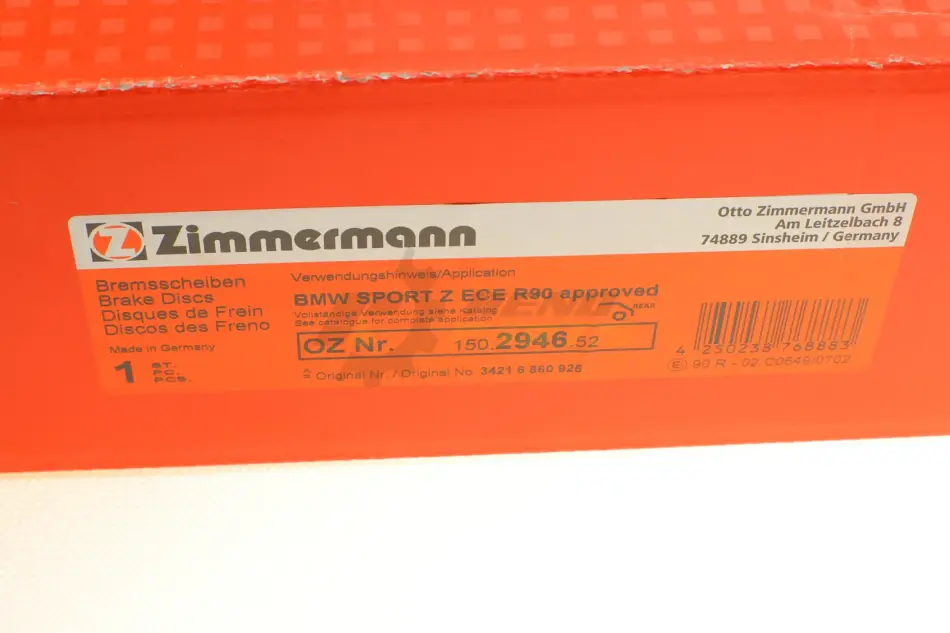 Zimmermann
Otto Zimmermann GmbH
Am Leitzelbach 8
74889 Sinsheim / Germany
Bremsscheiben
Brake Discs
Disques de Frein
Discos des Freno
Made in Germany
1 ST.
PC.
PCS.
Verwendungshinweis/Application
BMW SPORT Z ECE R90 approved
Vollständige Verwendung siehe Katalog
See catalogue for complete application
REAR
OZ Nr. 150.2946.52
Original Nr. / Original No 3421 6 860 926
4 250238 768883
E 90 R - 02 C0648/0702